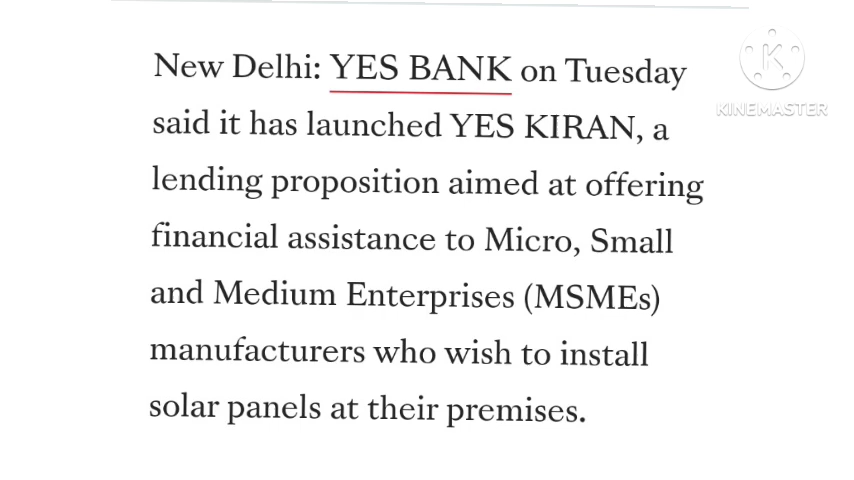 New Delhi: YES BANK on Tuesday
said it has launched YES KIRAN, a
lending proposition aimed at offering
financial assistance to Micro, Small
and Medium Enterprises (MSMEs)
manufacturers who wish to install
solar panels at their premises.
K
KINEMASTER